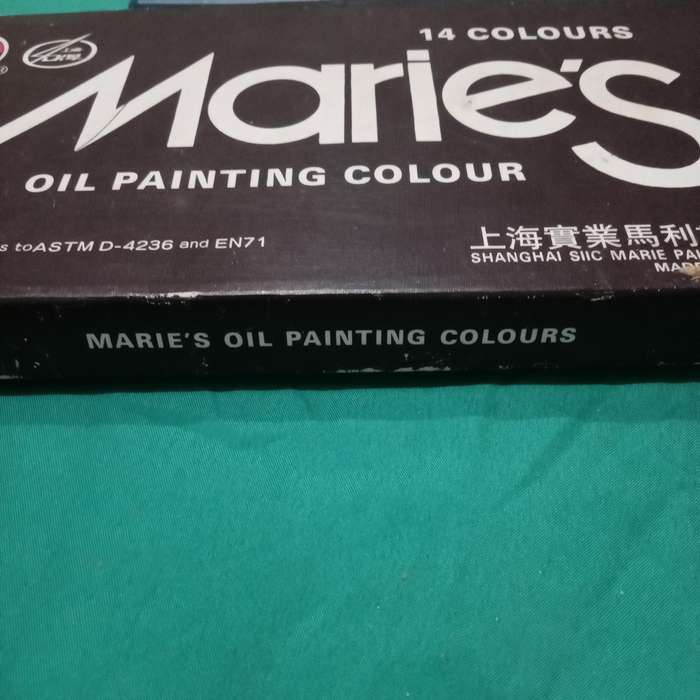 14 COLOURS
Marie's
OIL PAINTING COLOUR
to ASTM D-4236 and EN71
上海實業馬利
SHANGHAI SIIC MARIE
MARIE'S OIL PAINTING COLOURS